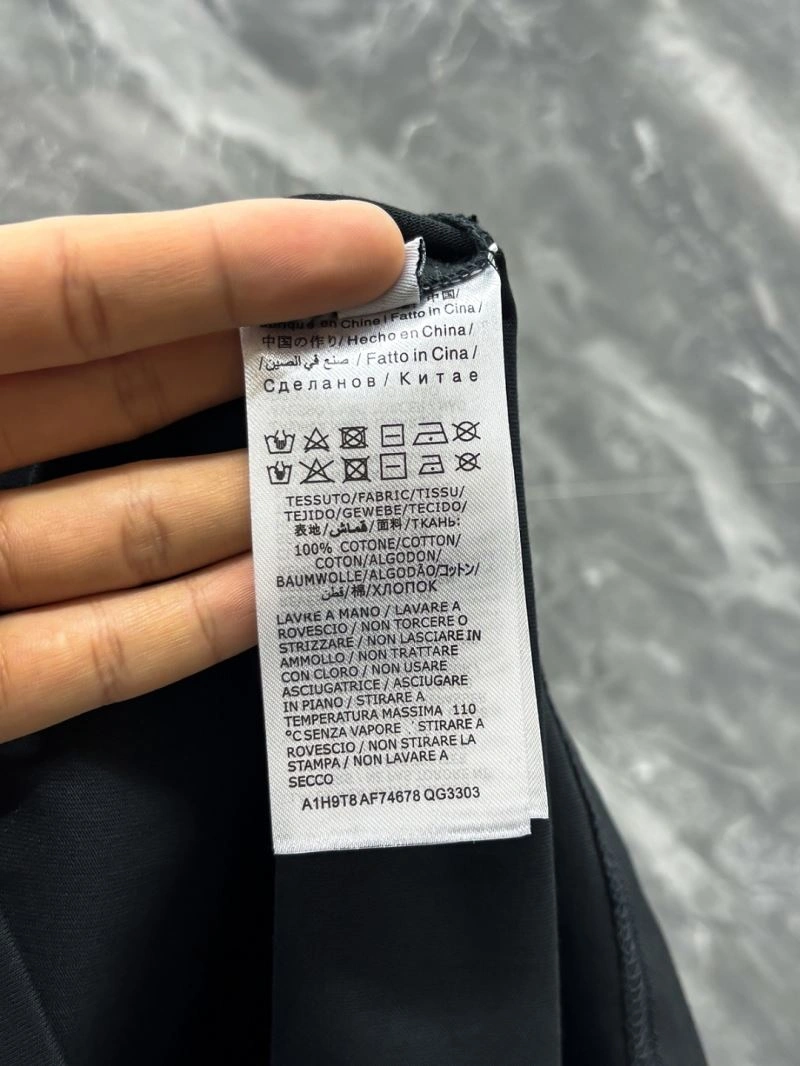 中国/
en Chine | Fatto in Cina/
中国の作り/Hecho en China/
/صنع في الصين / Fatto in Cina /
Сделанов / Китае
TESSUTO/FABRIC/TISSU/
TEJIDO/GEWEBE/TECIDO/
表地/قماش/面料/ТКАНЬ:
100% COTONE/COTTON/
COTON/ALGODON/
BAUMWOLLE/ALGODÃO/コットン/
قطن/棉/ХЛОПОК
LAVRE A MANO / LAVARE A
ROVESCIO / NON TORCERE O
STRIZZARE / NON LASCIARE IN
AMMOLLO / NON TRATTARE
CON CLORO / NON USARE
ASCIUGATRICE / ASCIUGARE
IN PIANO / STIRARE A
TEMPERATURA MASSIMA 110
°C SENZA VAPORE . STIRARE A
ROVESCIO / NON STIRARE LA
STAMPA / NON LAVARE A
SECCO
A1H9T8 AF74678 QG3303